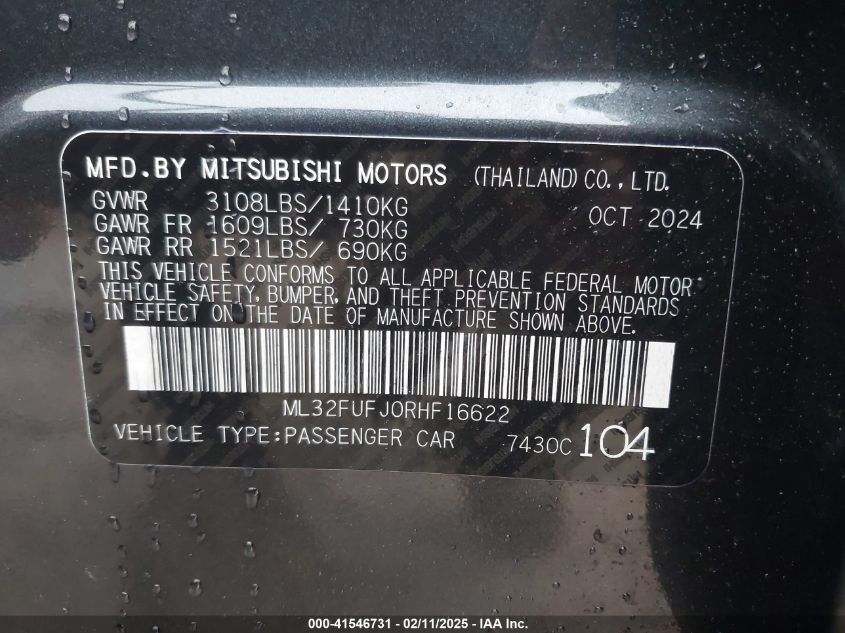 MFD.BY MITSUBISHI MOTORS (THAILAND) CO.,LTD.
GVWR 3108LBS/1410KG OCT 2024
GAWR FR 1609LBS/ 730KG
GAWR RR 1521LBS/ 690KG
THIS VEHICLE CONFORMS TO ALL APPLICABLE FEDERAL MOTOR
VEHICLE SAFETY, BUMPER, AND THEFT PREVENTION STANDARDS
IN EFFECT ON THE DATE OF MANUFACTURE SHOWN ABOVE.
ML32FUFJ0RHF16622
VEHICLE TYPE:PASSENGER CAR 7430C 104
000-41546731 - 02/11/2025 - IAA Inc.